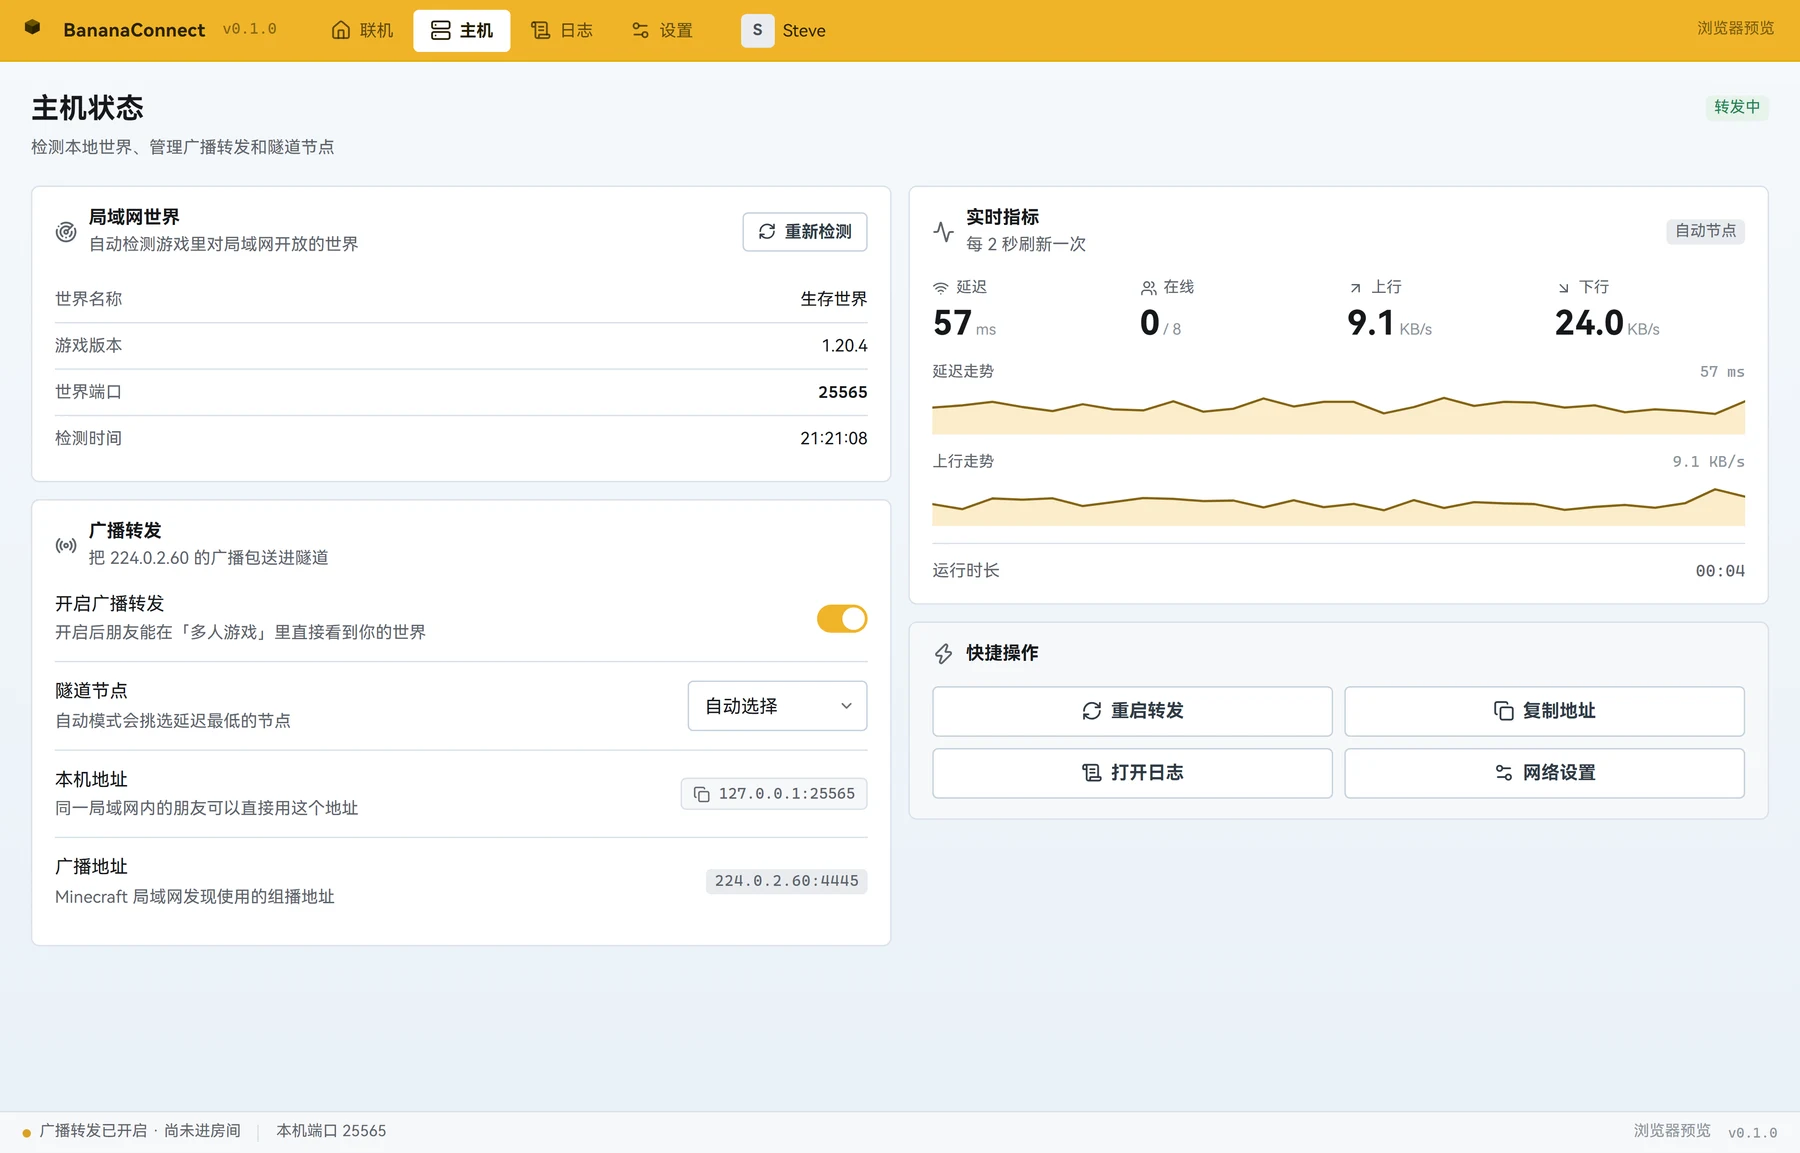 BananaConnect v0.1.0 联机 主机 日志 设置 S Steve 浏览器预览
主机状态
转发中
检测本地世界、管理广播转发和隧道节点
局域网世界
自动检测游戏里对局域网开放的世界
重新检测
世界名称 生存世界
游戏版本 1.20.4
世界端口 25565
检测时间 21:21:08
广播转发
把 224.0.2.60 的广播包送进隧道
开启广播转发
开启后朋友能在「多人游戏」里直接看到你的世界
隧道节点
自动模式会挑选延迟最低的节点
自动选择
本机地址
同一局域网内的朋友可以直接用这个地址
127.0.0.1:25565
广播地址
Minecraft 局域网发现使用的组播地址
224.0.2.60:4445
实时指标
每 2 秒刷新一次
自动节点
延迟 在线 上行 下行
57 ms 0 / 8 9.1 KB/s 24.0 KB/s
延迟走势 57 ms
上行走势 9.1 KB/s
运行时长 00:04
快捷操作
重启转发 复制地址
打开日志 网络设置
广播转发已开启 · 尚未进房间 本机端口 25565 浏览器预览 v0.1.0